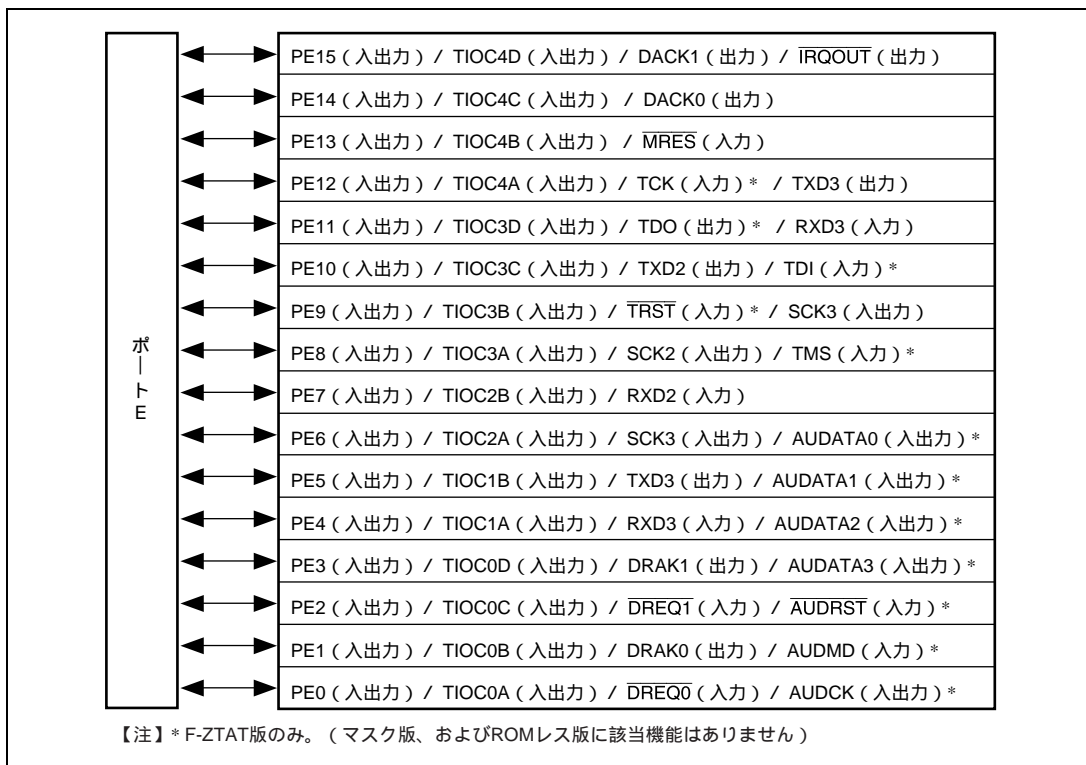 PE15（入出力）/ TIOC4D（入出力）/ DACK1（出力）/ I̅R̅Q̅O̅U̅T̅（出力）
PE14（入出力）/ TIOC4C（入出力）/ DACK0（出力）
PE13（入出力）/ TIOC4B（入出力）/ M̅R̅E̅S̅（入力）
PE12（入出力）/ TIOC4A（入出力）/ TCK（入力）* / TXD3（出力）
PE11（入出力）/ TIOC3D（入出力）/ TDO（出力）* / RXD3（入力）
PE10（入出力）/ TIOC3C（入出力）/ TXD2（出力）/ TDI（入力）*
PE9（入出力）/ TIOC3B（入出力）/ T̅R̅S̅T̅（入力）* / SCK3（入出力）
ポートE
PE8（入出力）/ TIOC3A（入出力）/ SCK2（入出力）/ TMS（入力）*
PE7（入出力）/ TIOC2B（入出力）/ RXD2（入力）
PE6（入出力）/ TIOC2A（入出力）/ SCK3（入出力）/ AUDATA0（入出力）*
PE5（入出力）/ TIOC1B（入出力）/ TXD3（出力）/ AUDATA1（入出力）*
PE4（入出力）/ TIOC1A（入出力）/ RXD3（入力）/ AUDATA2（入出力）*
PE3（入出力）/ TIOC0D（入出力）/ DRAK1（出力）/ AUDATA3（入出力）*
PE2（入出力）/ TIOC0C（入出力）/ D̅R̅E̅Q̅1̅（入力）/ A̅U̅D̅R̅S̅T̅（入力）*
PE1（入出力）/ TIOC0B（入出力）/ DRAK0（出力）/ AUDMD（入力）*
PE0（入出力）/ TIOC0A（入出力）/ D̅R̅E̅Q̅0̅（入力）/ AUDCK（入出力）*
【注】* F-ZTAT版のみ。（マスク版、およびROMレス版に該当機能はありません）